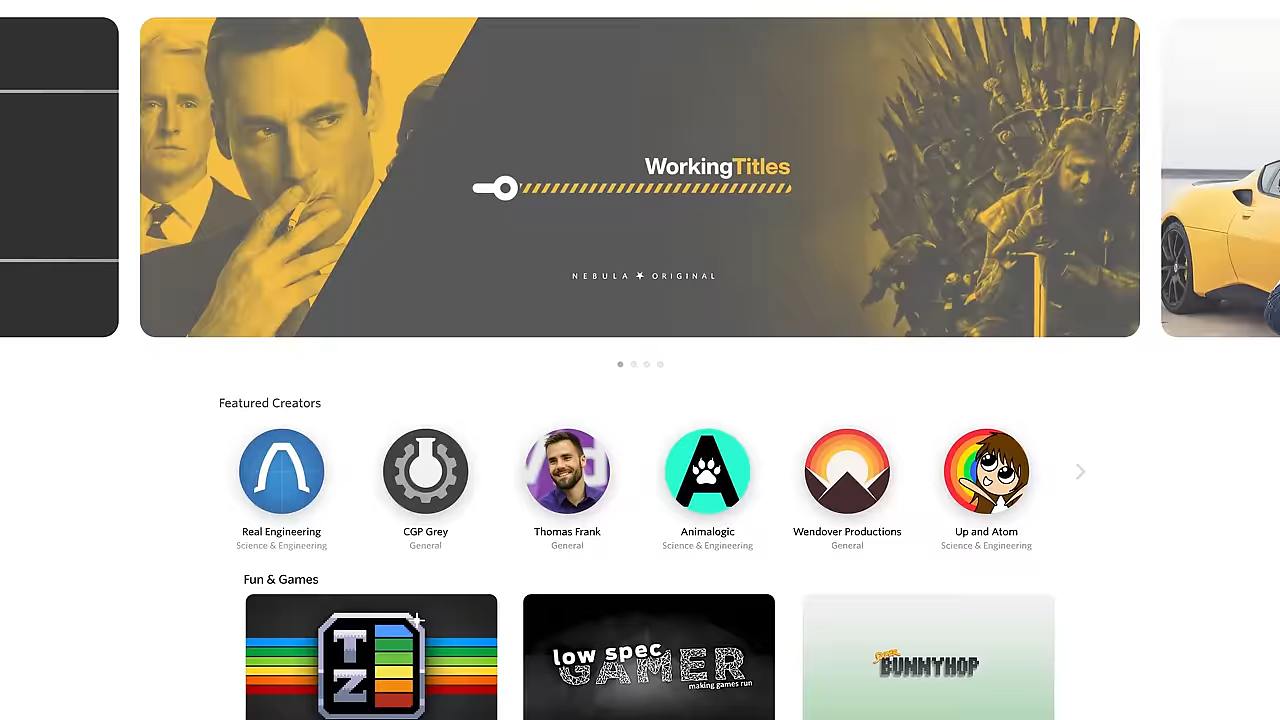 WorkingTitles
NEBULA ★ ORIGINAL
Featured Creators
Real Engineering
Science & Engineering
CGP Grey
General
Thomas Frank
General
Animalogic
Science & Engineering
Wendover Productions
General
Up and Atom
Science & Engineering
Fun & Games
TZ
low spec
GAMER
making games run
SUPER
BUNNYHOP